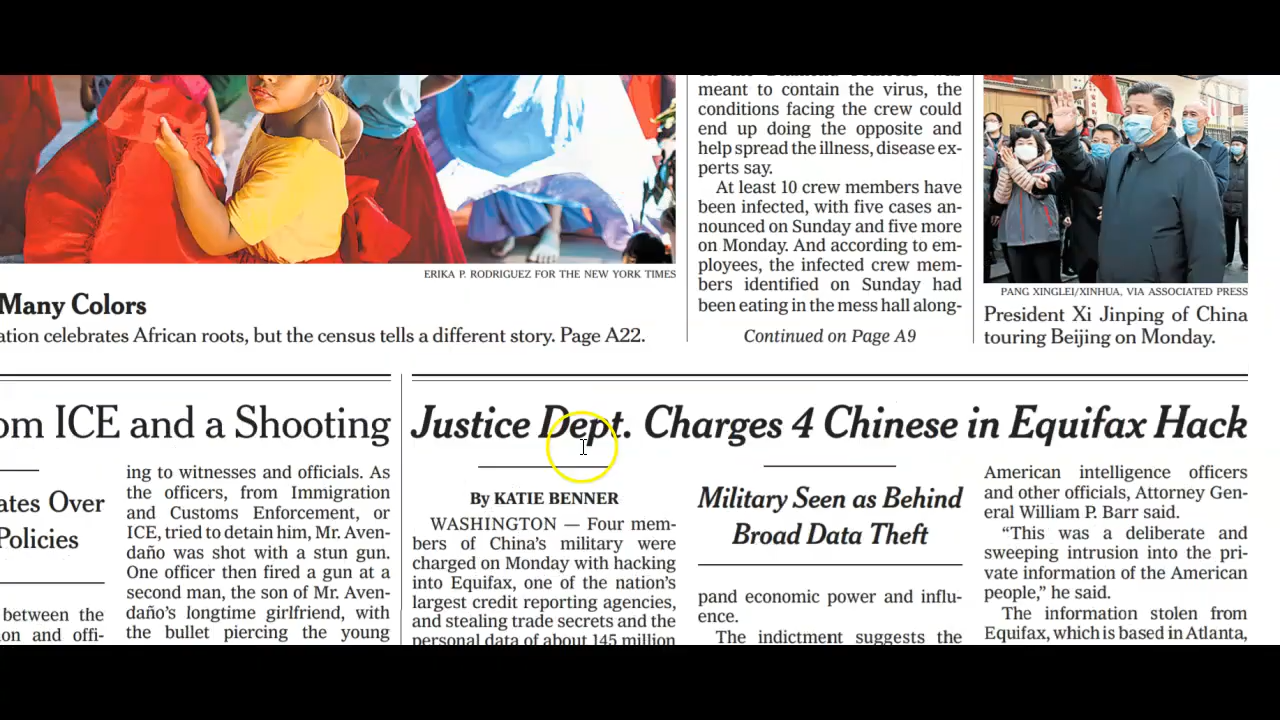 meant to contain the virus, the
conditions facing the crew could
end up doing the opposite and
help spread the illness, disease ex-
perts say.
At least 10 crew members have
been infected, with five cases an-
nounced on Sunday and five more
on Monday. And according to em-
ployees, the infected crew mem-
bers identified on Sunday had
been eating in the mess hall along-
Continued on Page A9
ERIKA P. RODRIGUEZ FOR THE NEW YORK TIMES
Many Colors
ation celebrates African roots, but the census tells a different story. Page A22.
PANG XINGLEI/XINHUA, VIA ASSOCIATED PRESS
President Xi Jinping of China
touring Beijing on Monday.
om ICE and a Shooting
ates Over
Policies
between the
on and offi-
ing to witnesses and officials. As
the officers, from Immigration
and Customs Enforcement, or
ICE, tried to detain him, Mr. Aven-
daño was shot with a stun gun.
One officer then fired a gun at a
second man, the son of Mr. Aven-
daño's longtime girlfriend, with
the bullet piercing the young
Justice Dept. Charges 4 Chinese in Equifax Hack
By KATIE BENNER
WASHINGTON — Four mem-
bers of China's military were
charged on Monday with hacking
into Equifax, one of the nation's
largest credit reporting agencies,
and stealing trade secrets and the
personal data of about 145 million
Military Seen as Behind
Broad Data Theft
pand economic power and influ-
ence.
The indictment suggests the
American intelligence officers
and other officials, Attorney Gen-
eral William P. Barr said.
"This was a deliberate and
sweeping intrusion into the pri-
vate information of the American
people," he said.
The information stolen from
Equifax, which is based in Atlanta,